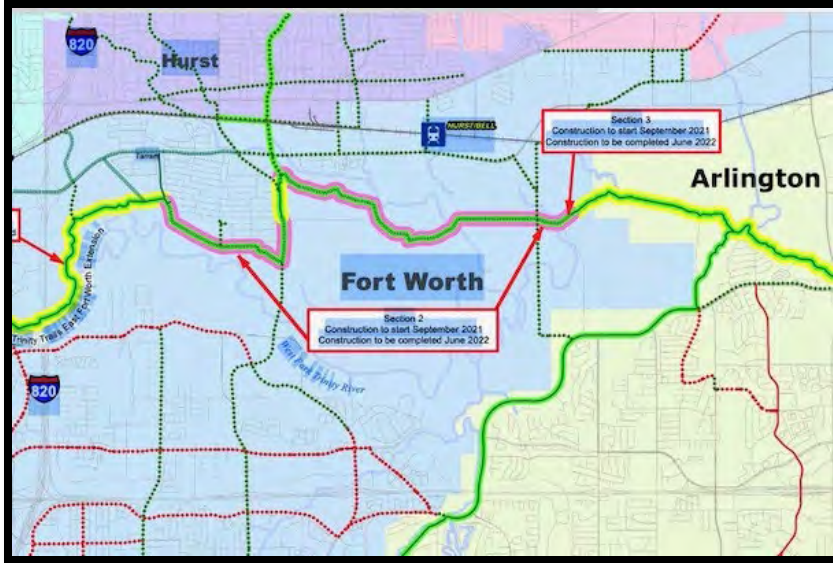 820
Hurst
HURST/BELL
Section 3
Construction to start September 2021
Construction to be completed June 2022
Tarrant
Arlington
Fort Worth
Section 2
Construction to start September 2021
Construction to be completed June 2022
Trinity Trails East FortWorth Extension
West Fork Trinity River
820